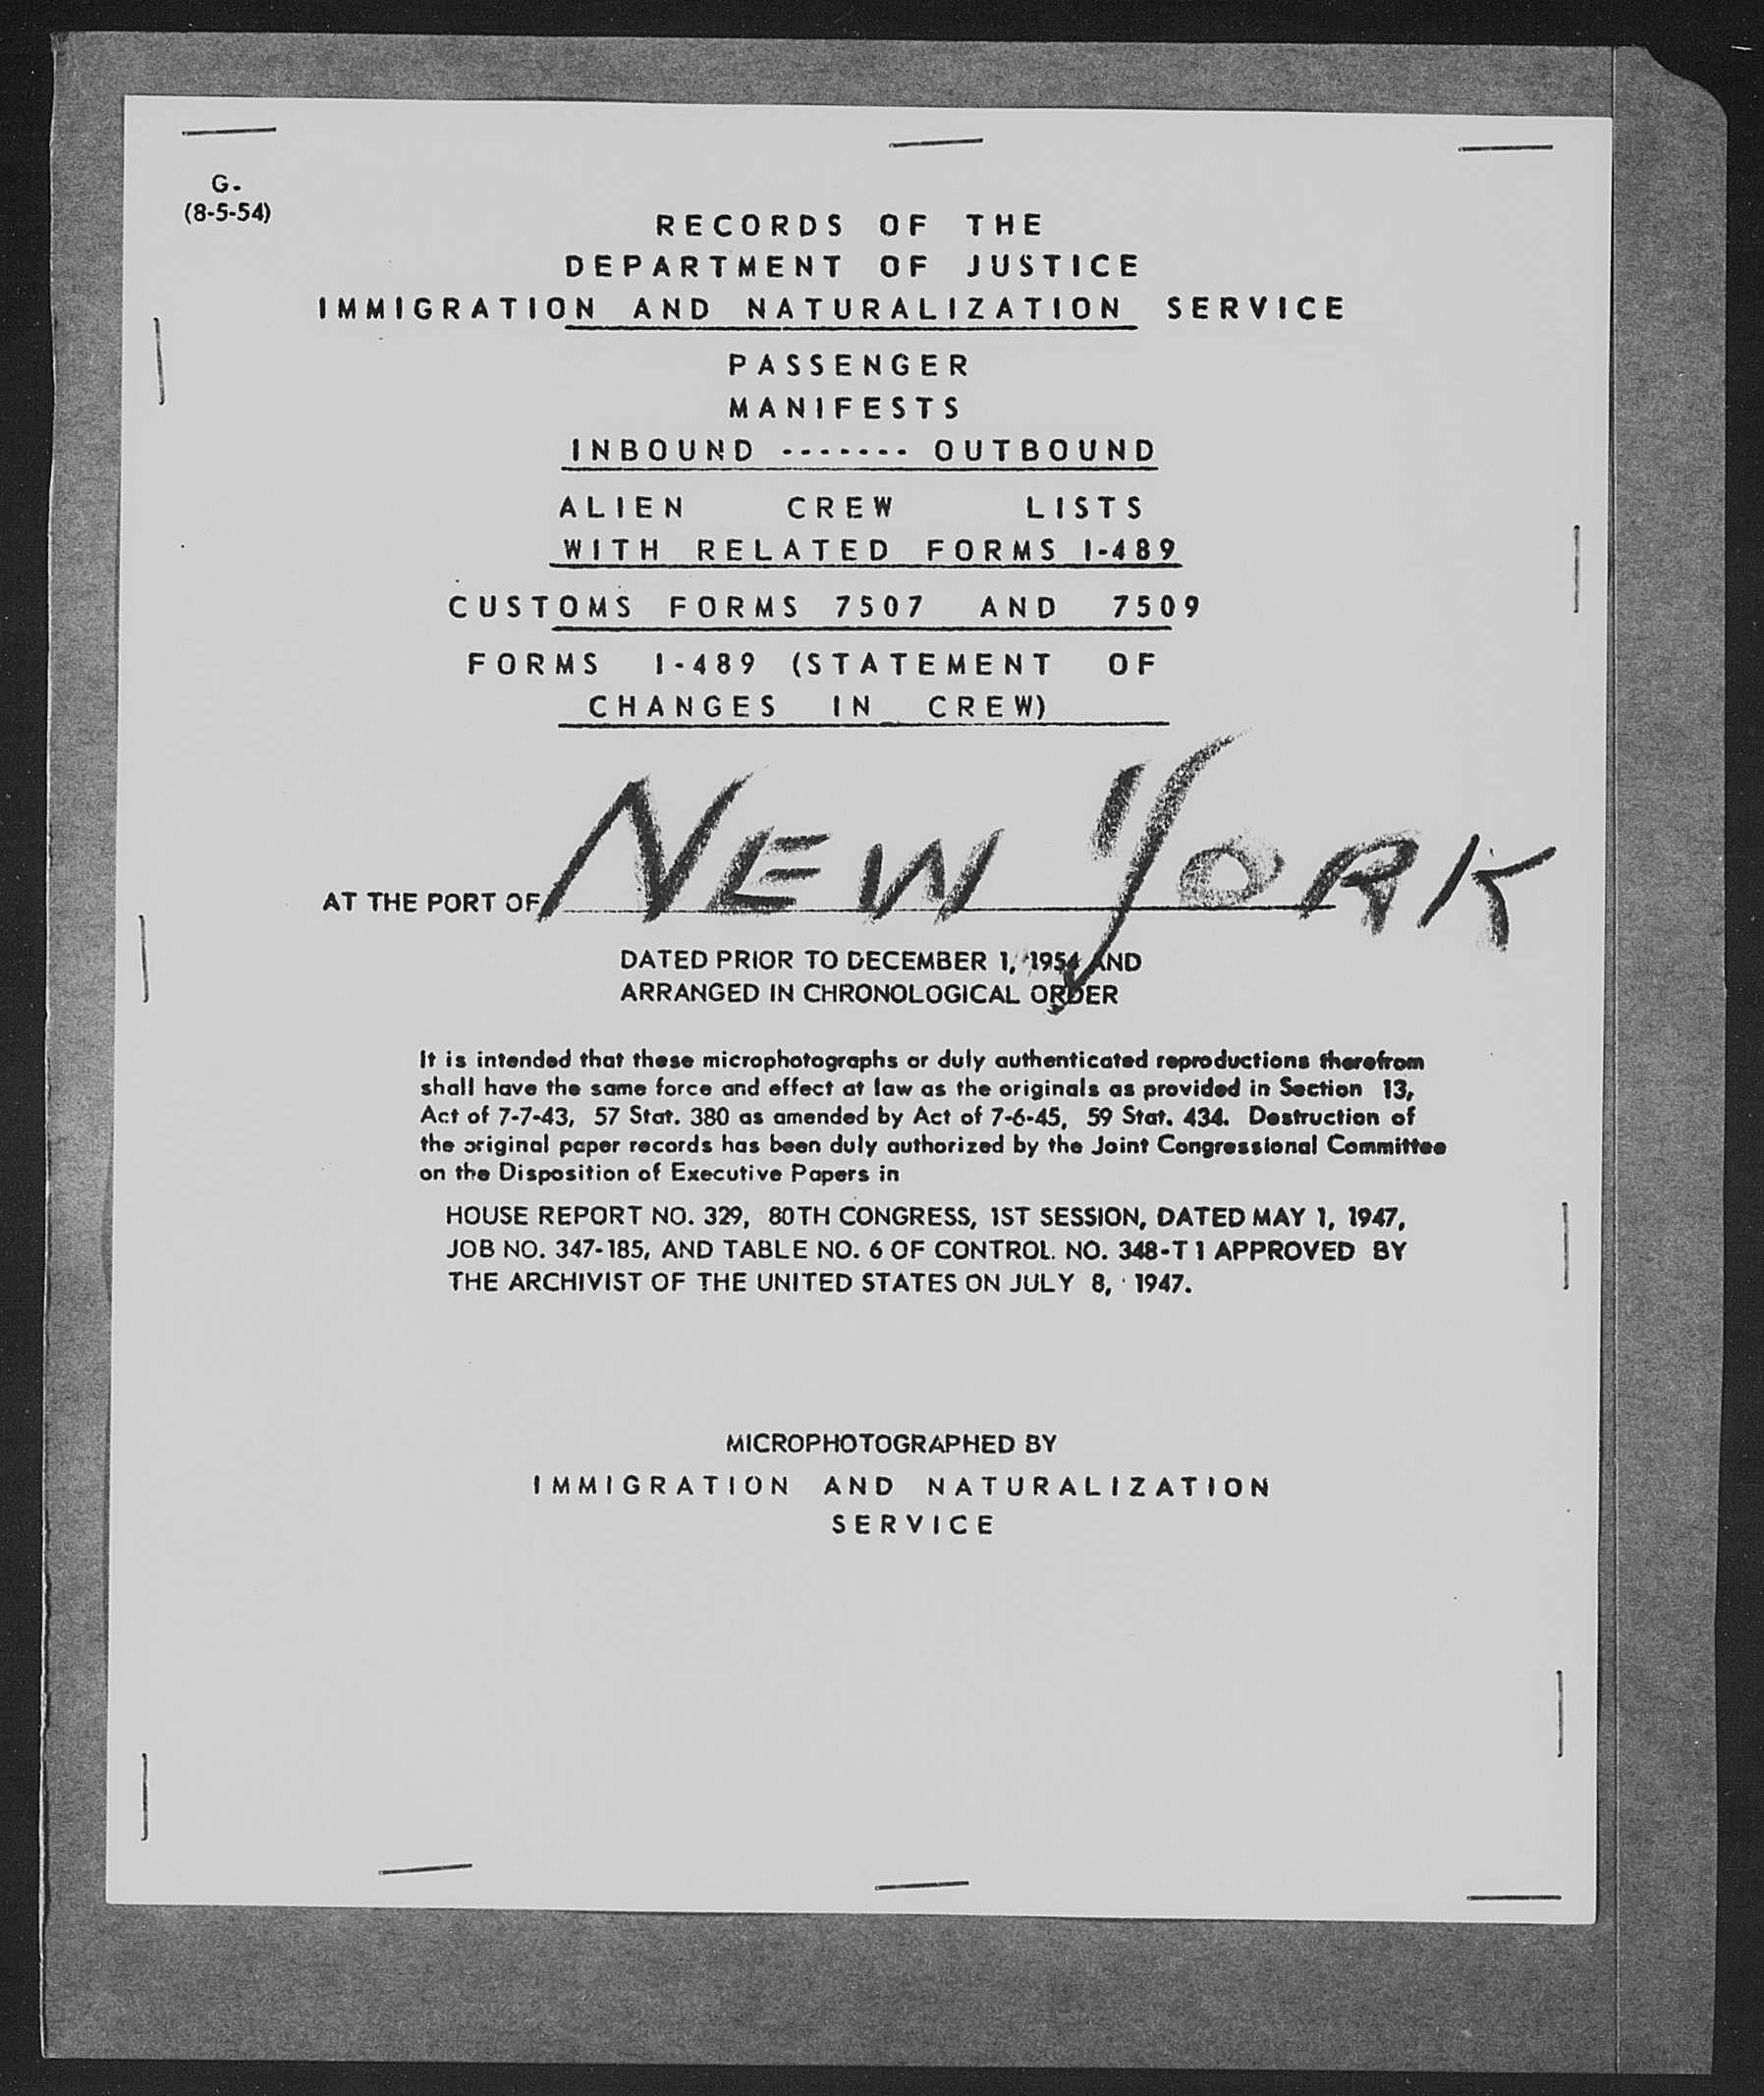 G.
(8-5-54)
RECORDS OF THE
DEPARTMENT OF JUSTICE
IMMIGRATION AND NATURALIZATION SERVICE
PASSENGER
MANIFESTS
INBOUND ------- OUTBOUND
ALIEN CREW LISTS
WITH RELATED FORMS I-489
CUSTOMS FORMS 7507 AND 7509
FORMS I-489 (STATEMENT OF
CHANGES IN CREW)
AT THE PORT OF NEW YORK
DATED PRIOR TO DECEMBER 1, 1954 AND
ARRANGED IN CHRONOLOGICAL ORDER
It is intended that these microphotographs or duly authenticated reproductions therefrom
shall have the same force and effect at law as the originals as provided in Section 13,
Act of 7-7-43, 57 Stat. 380 as amended by Act of 7-6-45, 59 Stat. 434. Destruction of
the original paper records has been duly authorized by the Joint Congressional Committee
on the Disposition of Executive Papers in
HOUSE REPORT NO. 329, 80TH CONGRESS, 1ST SESSION, DATED MAY 1, 1947,
JOB NO. 347-185, AND TABLE NO. 6 OF CONTROL NO. 348-T1 APPROVED BY
THE ARCHIVIST OF THE UNITED STATES ON JULY 8, 1947.
MICROPHOTOGRAPHED BY
IMMIGRATION AND NATURALIZATION
SERVICE